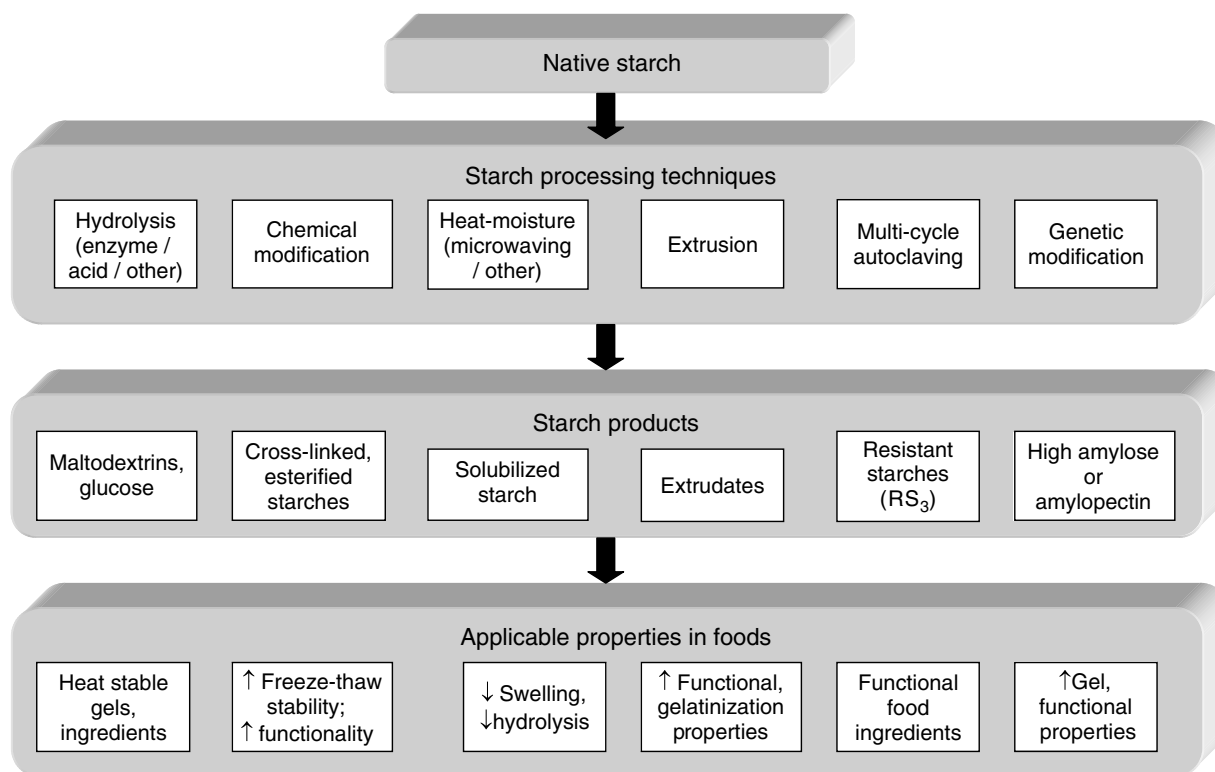 Native starch
Starch processing techniques
Hydrolysis
(enzyme /
acid / other)
Chemical
modification
Heat-moisture
(microwaving
/ other)
Extrusion
Multi-cycle
autoclaving
Genetic
modification
Starch products
Maltodextrins,
glucose
Cross-linked,
esterified
starches
Solubilized
starch
Extrudates
Resistant
starches
(RS₃)
High amylose
or
amylopectin
Applicable properties in foods
Heat stable
gels,
ingredients
↑ Freeze-thaw
stability;
↑ functionality
↓ Swelling,
↓hydrolysis
↑ Functional,
gelatinization
properties
Functional
food
ingredients
↑Gel,
functional
properties